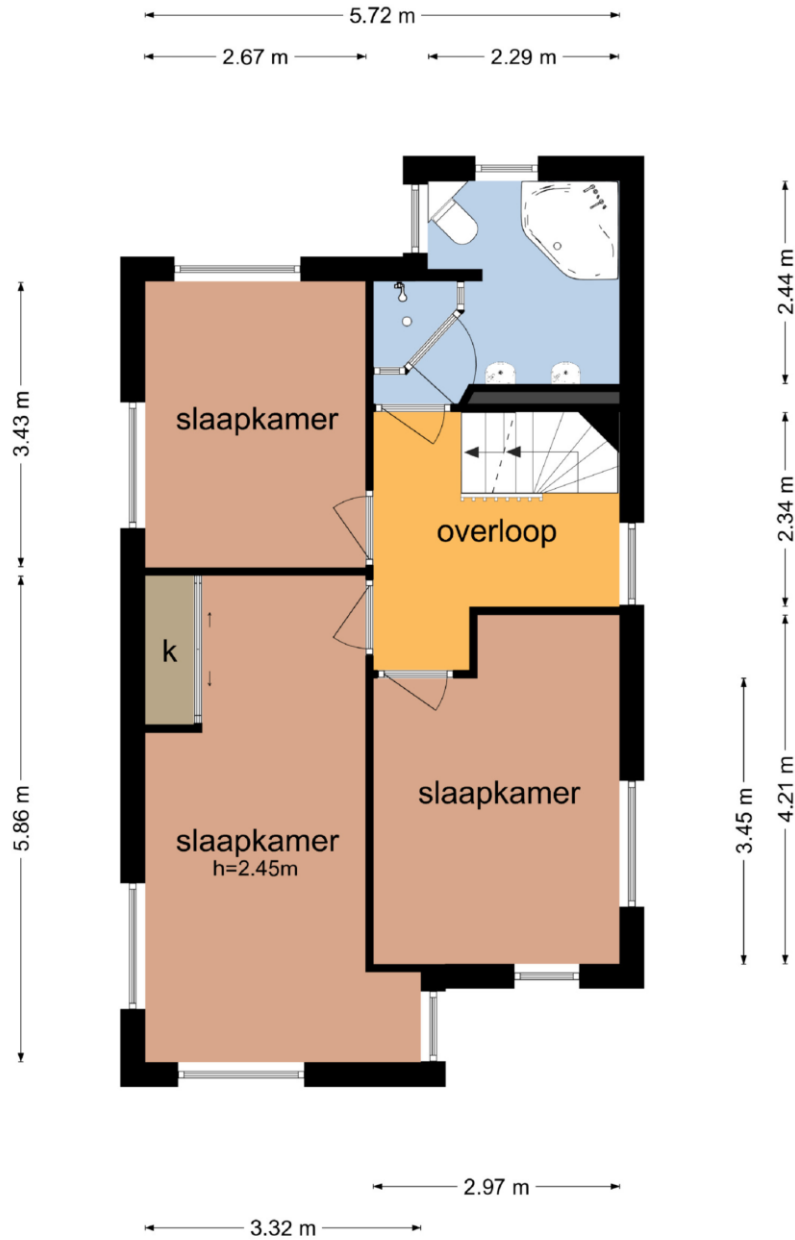 5.72 m
2.67 m
2.29 m
2.44 m
3.43 m
slaapkamer
2.34 m
overloop
k
5.86 m
slaapkamer
h=2.45m
slaapkamer
3.45 m
4.21 m
2.97 m
3.32 m